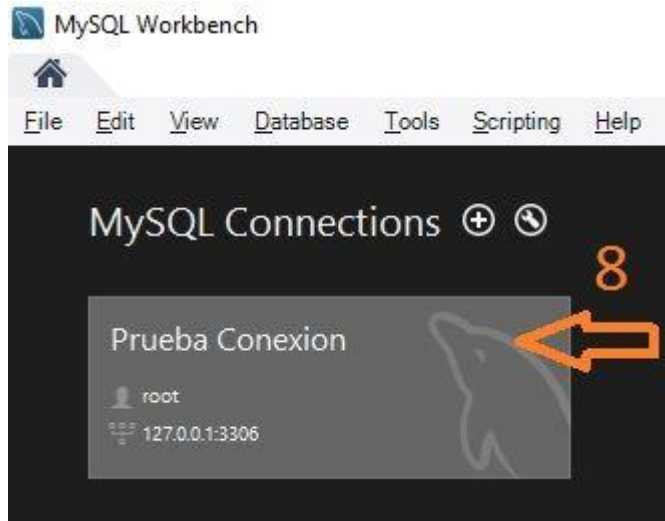 MySQL Workbench
File Edit View Database Tools Scripting Help
MySQL Connections
8
Prueba Conexion
root
127.0.0.1:3306